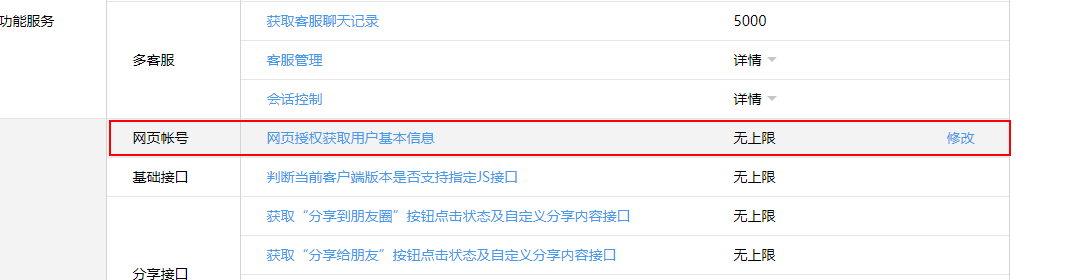 功能服务
获取客服聊天记录 5000
多客服
客服管理 详情
会话控制 详情
网页帐号 网页授权获取用户基本信息 无上限 修改
基础接口 判断当前客户端版本是否支持指定JS接口 无上限
获取“分享到朋友圈”按钮点击状态及自定义分享内容接口 无上限
获取“分享给朋友”按钮点击状态及自定义分享内容接口 无上限
分享接口